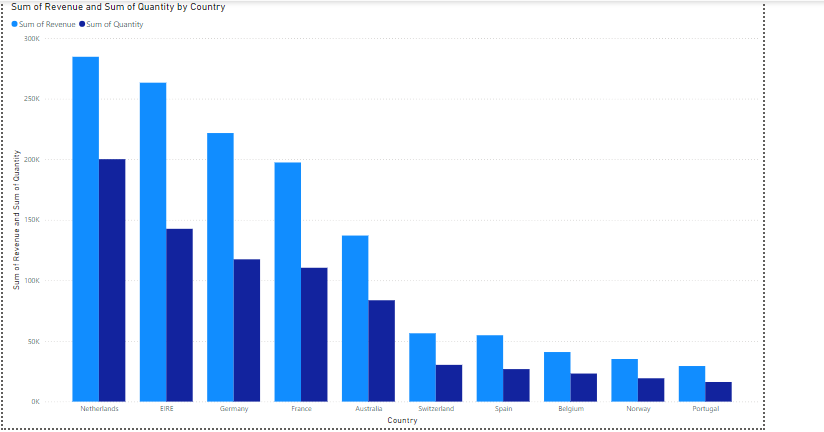 Sum of Revenue and Sum of Quantity by Country
Sum of Revenue Sum of Quantity
Sum of Revenue and Sum of Quantity
300K
250K
200K
150K
100K
50K
0K
Netherlands EIRE Germany France Australia Switzerland Spain Belgium Norway Portugal
Country